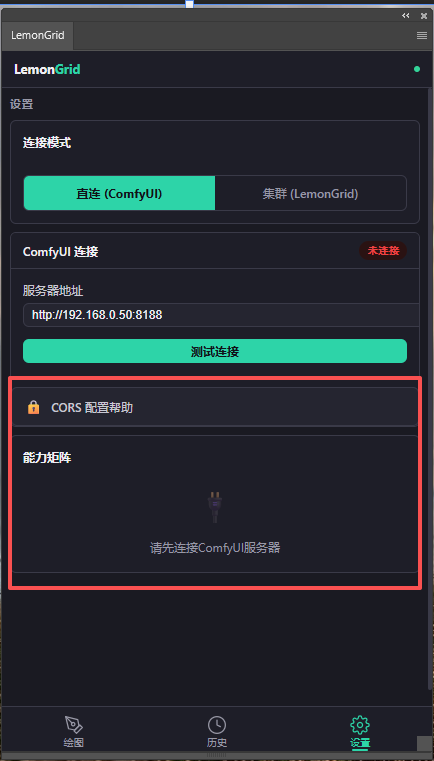 LemonGrid
LemonGrid
设置
连接模式
直连 (ComfyUI)
集群 (LemonGrid)
ComfyUI 连接
未连接
服务器地址
http://192.168.0.50:8188
测试连接
CORS 配置帮助
能力矩阵
请先连接ComfyUI服务器
绘图
历史
设置